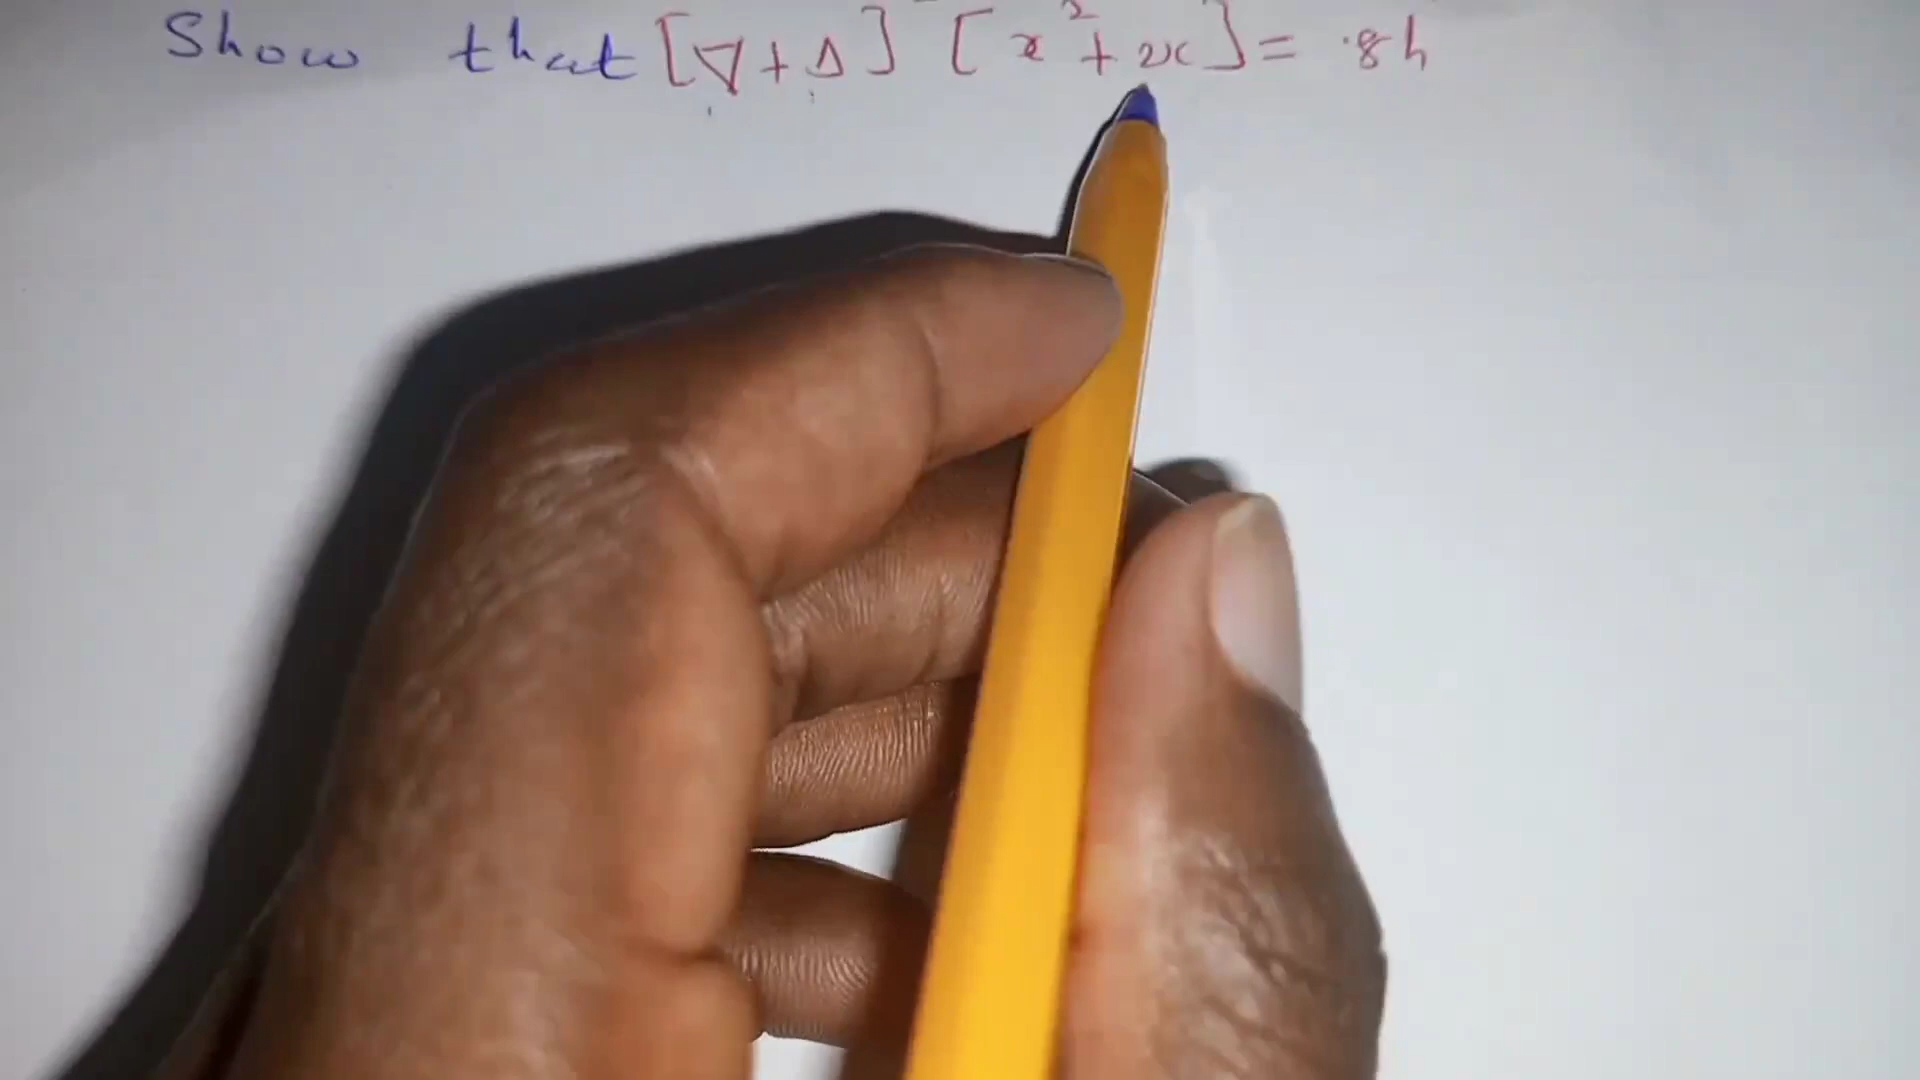 Show that [∇+Δ] [x²+x] = 8h